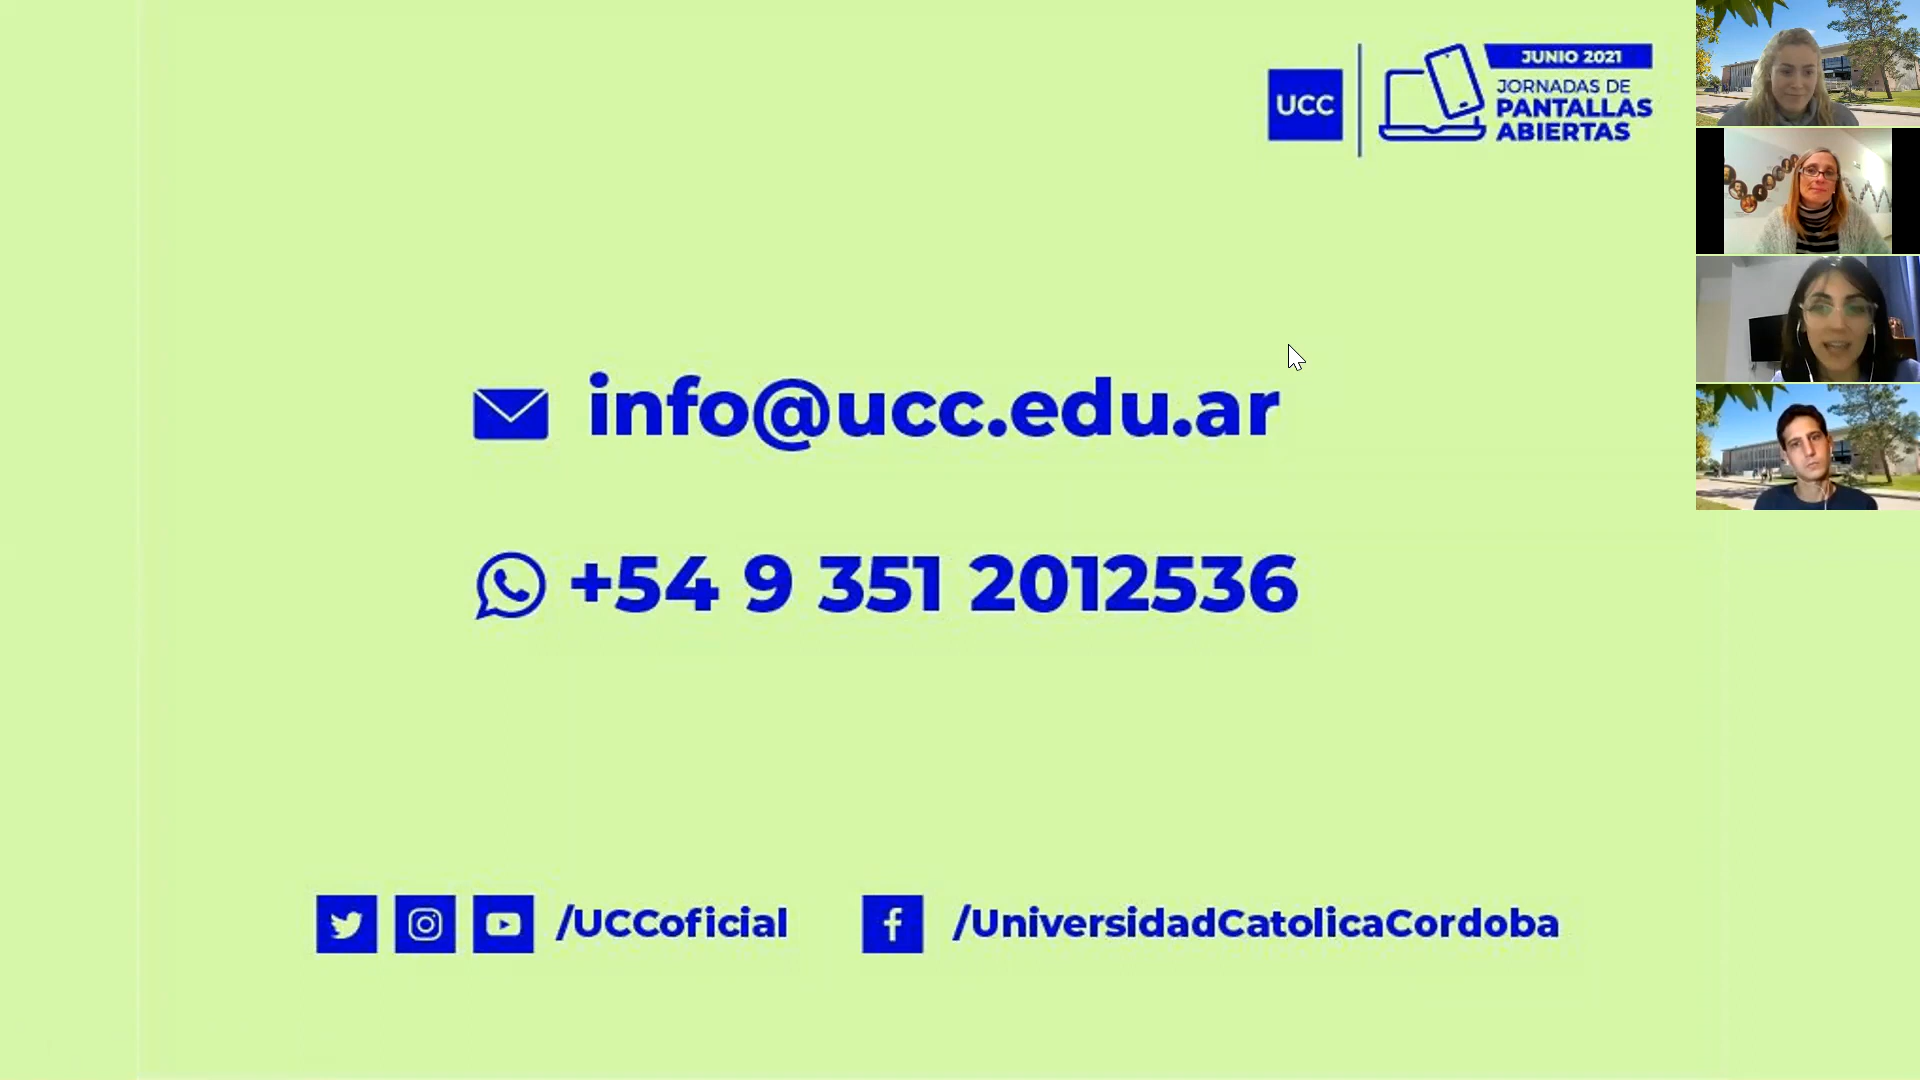 UCC
JUNIO 2021
JORNADAS DE
PANTALLAS
ABIERTAS
info@ucc.edu.ar
+54 9 351 2012536
/UCCoficial
/UniversidadCatolicaCordoba